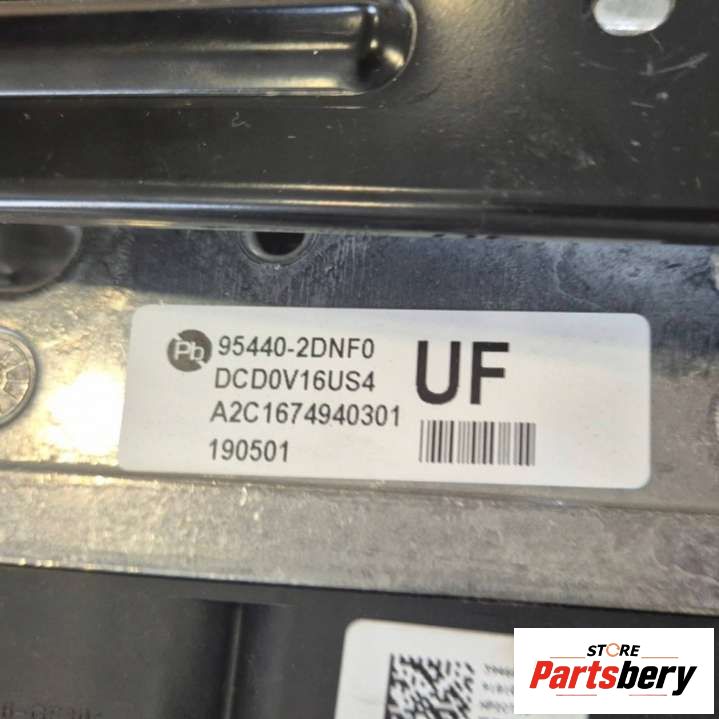 Pb 95440-2DNF0
DCD0V16US4
A2C1674940301
190501
UF
STORE
Partsbery